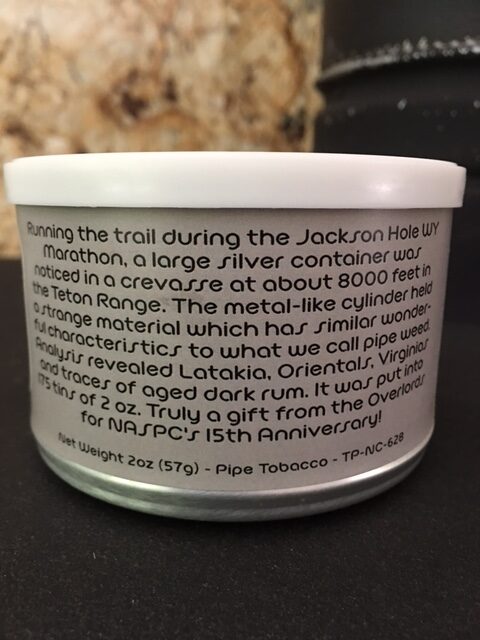 Running the trail during the Jackson Hole WY
Marathon, a large silver container was
noticed in a crevasse at about 8000 feet in
the Teton Range. The metal-like cylinder held
a strange material which has similar wonder-
ful characteristics to what we call pipe weed.
Analysis revealed Latakia, Orientals, Virginias
and traces of aged dark rum. It was put into
175 tins of 2 oz. Truly a gift from the Overlords
for NASPC's 15th Anniversary!
Net Weight 2oz (57g) - Pipe Tobacco - TP-NC-628